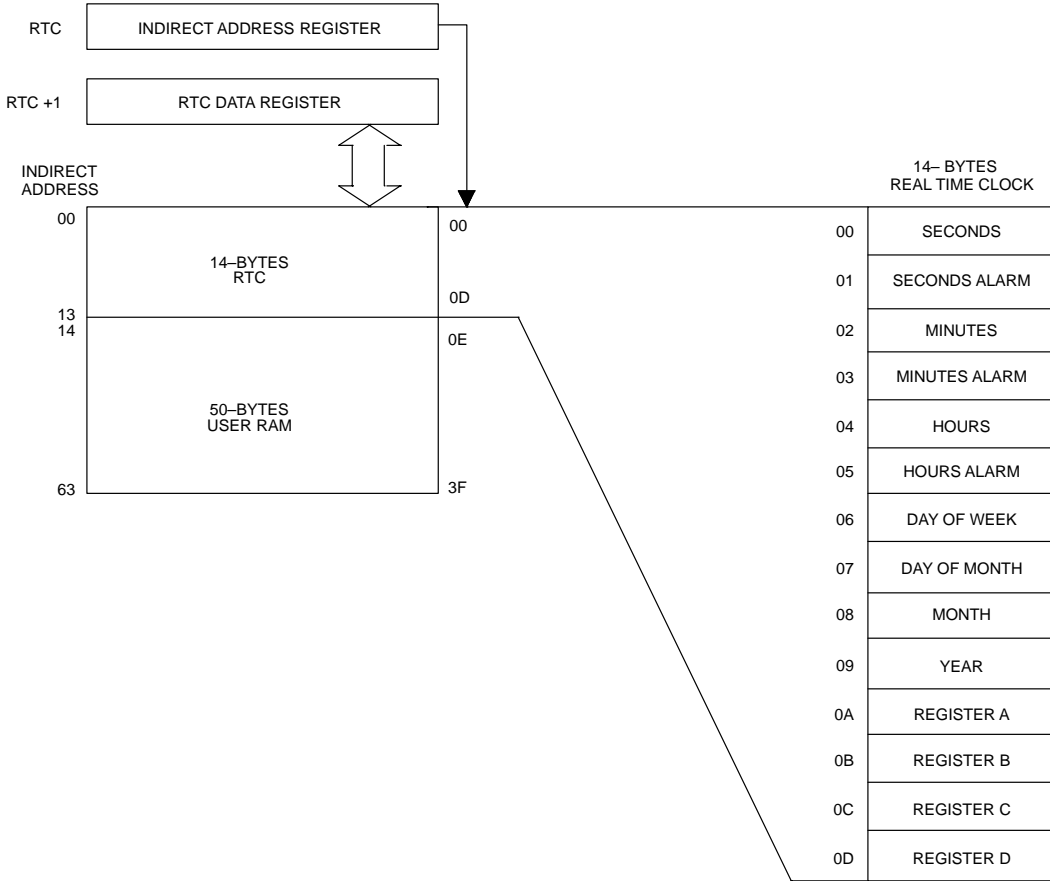 RTC INDIRECT ADDRESS REGISTER
RTC +1 RTC DATA REGISTER
INDIRECT
ADDRESS
00
14–BYTES
RTC
00
0D
13
14
0E
50–BYTES
USER RAM
63
3F
14– BYTES
REAL TIME CLOCK
00 SECONDS
01 SECONDS ALARM
02 MINUTES
03 MINUTES ALARM
04 HOURS
05 HOURS ALARM
06 DAY OF WEEK
07 DAY OF MONTH
08 MONTH
09 YEAR
0A REGISTER A
0B REGISTER B
0C REGISTER C
0D REGISTER D